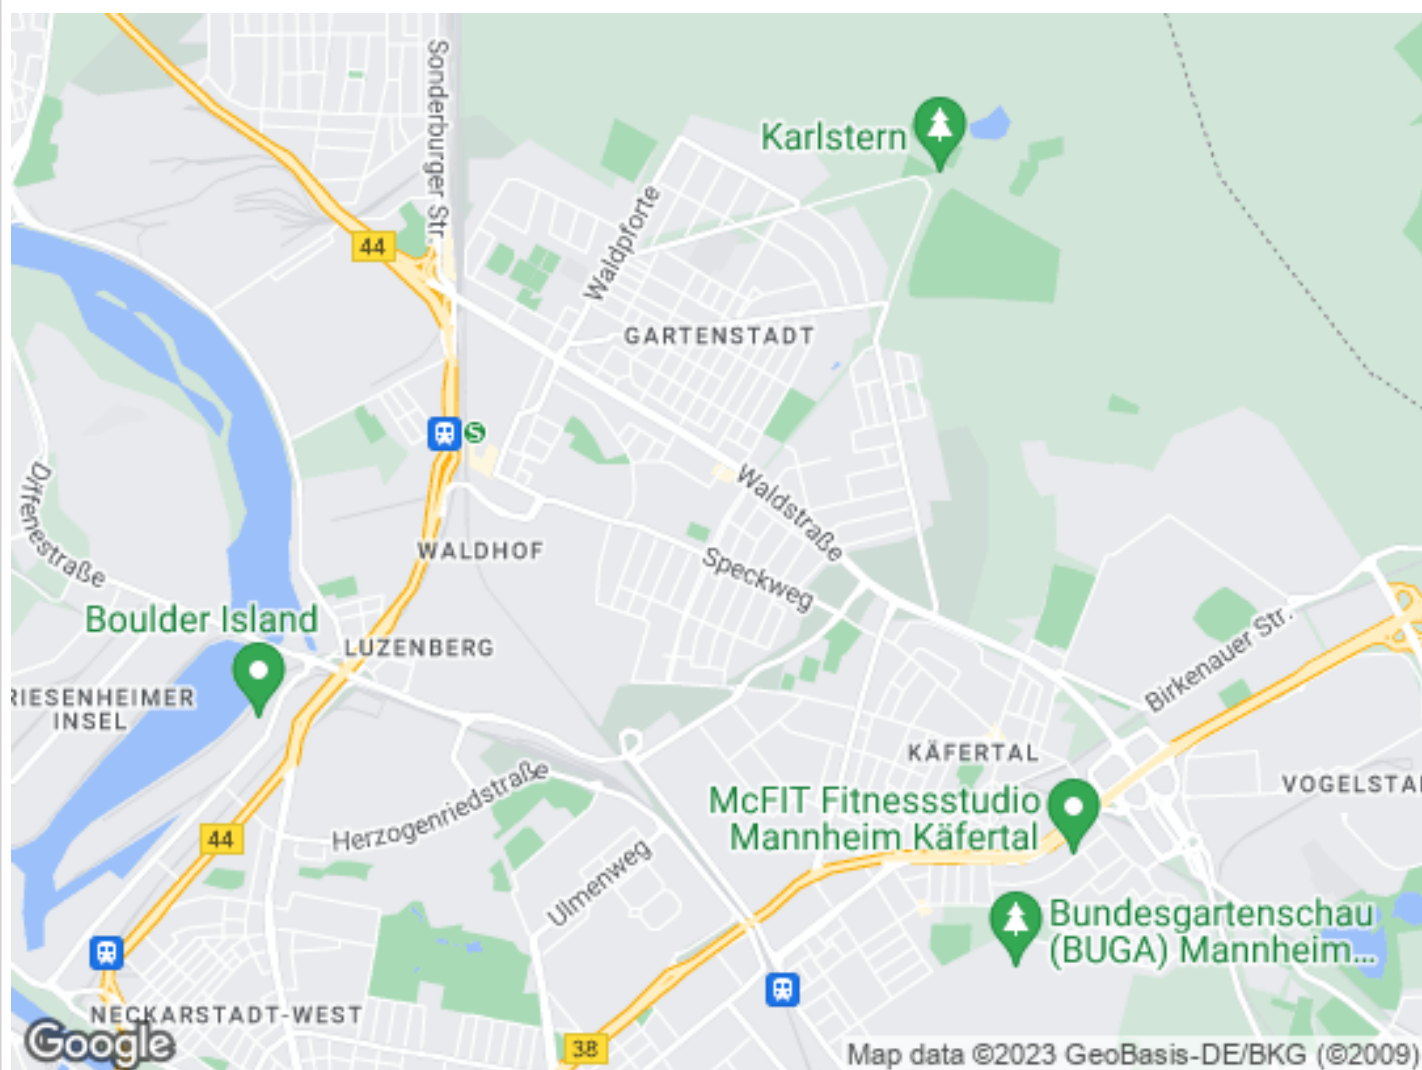 Sonderburger Str.
Karlstern
Waldpforte
44
GARTENSTADT
S
Diffenestraße
Waldstraße
WALDHOF
Speckweg
Boulder Island
LUZENBERG
Birkenauer Str.
RIESENHEIMER
INSEL
KÄFERTAL
VOGELSTA
Herzogenriedstraße
McFIT Fitnessstudio
Mannheim Käfertal
44
Ulmenweg
Bundesgartenschau
(BUGA) Mannheim...
NECKARSTADT-WEST
Google
38
Map data ©2023 GeoBasis-DE/BKG (©2009)